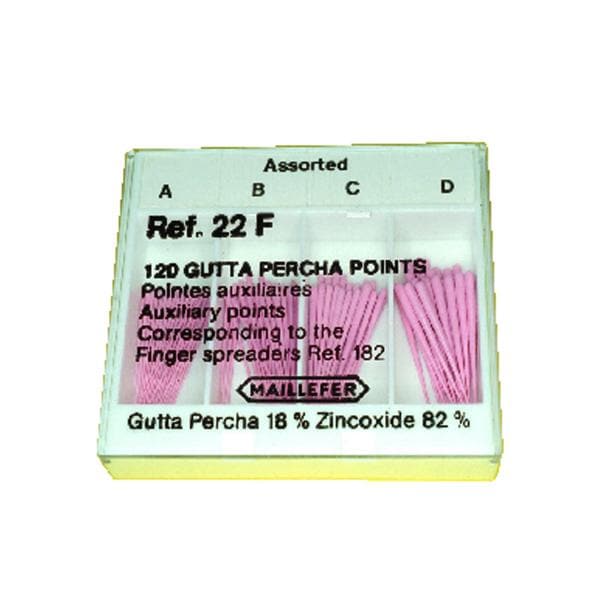 Assorted
A B C D
Ref. 22 F
120 GUTTA PERCHA POINTS
Pointes auxiliaires
Auxiliary points
Corresponding to the
Finger spreaders Ref. 182
MAILLEFER
Gutta Percha 18 % Zincoxide 82 %